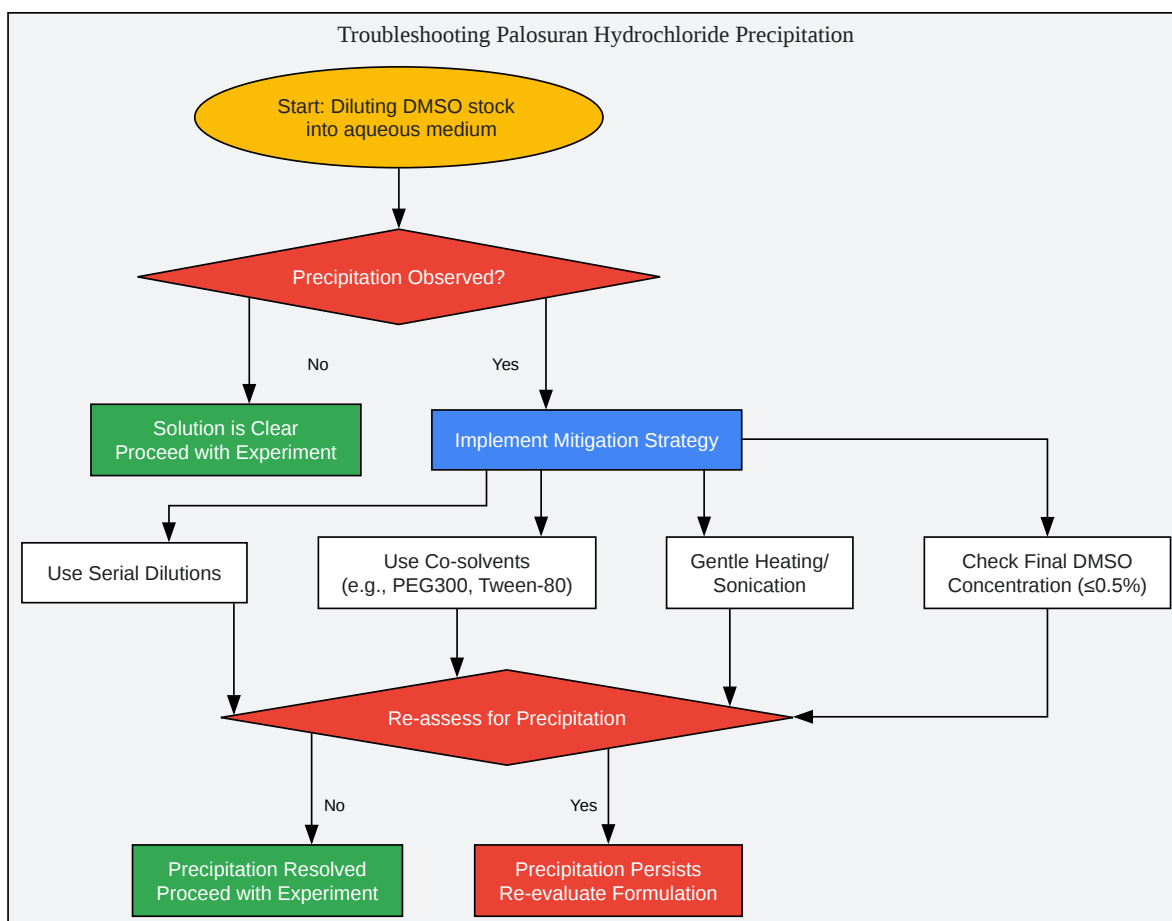 Troubleshooting Palosuran Hydrochloride Precipitation
Start: Diluting DMSO stock
into aqueous medium
Precipitation Observed?
No
Yes
Solution is Clear
Proceed with Experiment
Implement Mitigation Strategy
Use Serial Dilutions
Use Co-solvents
(e.g., PEG300, Tween-80)
Gentle Heating/
Sonication
Check Final DMSO
Concentration (≤0.5%)
Re-assess for Precipitation
No
Yes
Precipitation Resolved
Proceed with Experiment
Precipitation Persists
Re-evaluate Formulation